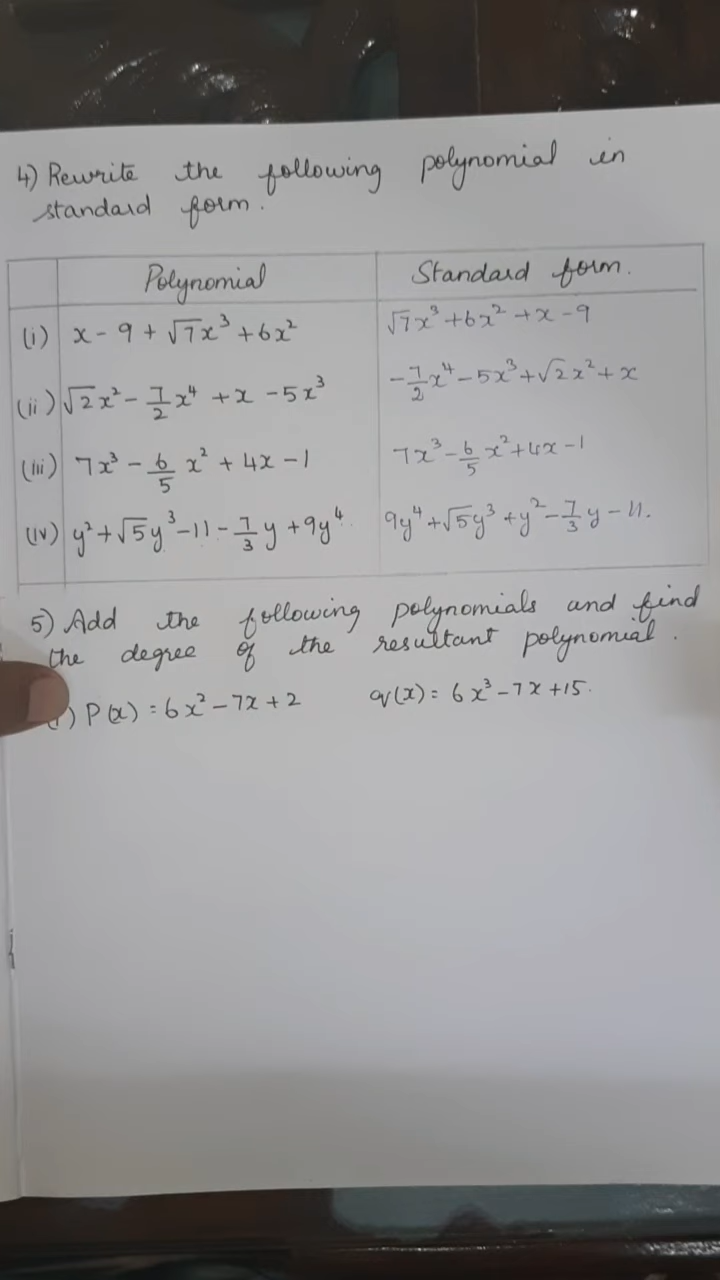 4) Rewrite the following polynomial in
standard form.
Polynomial Standard form.
(i) x - 9 + √7x³ + 6x² √7x³ + 6x² + x - 9
(ii) √2x² - 7/2 x⁴ + x - 5x³ -7/2 x⁴ - 5x³ + √2x² + x
(iii) 7x³ - 6/5 x² + 4x - 1 7x³ - 6/5 x² + 4x - 1
(iv) y² + √5y³ - 11 - 7/3 y + 9y⁴ 9y⁴ + √5y³ + y² - 7/3 y - 11.
5) Add the following polynomials and find
the degree of the resultant polynomial.
) P(x) = 6x² - 7x + 2 q(x) = 6x³ - 7x + 15.